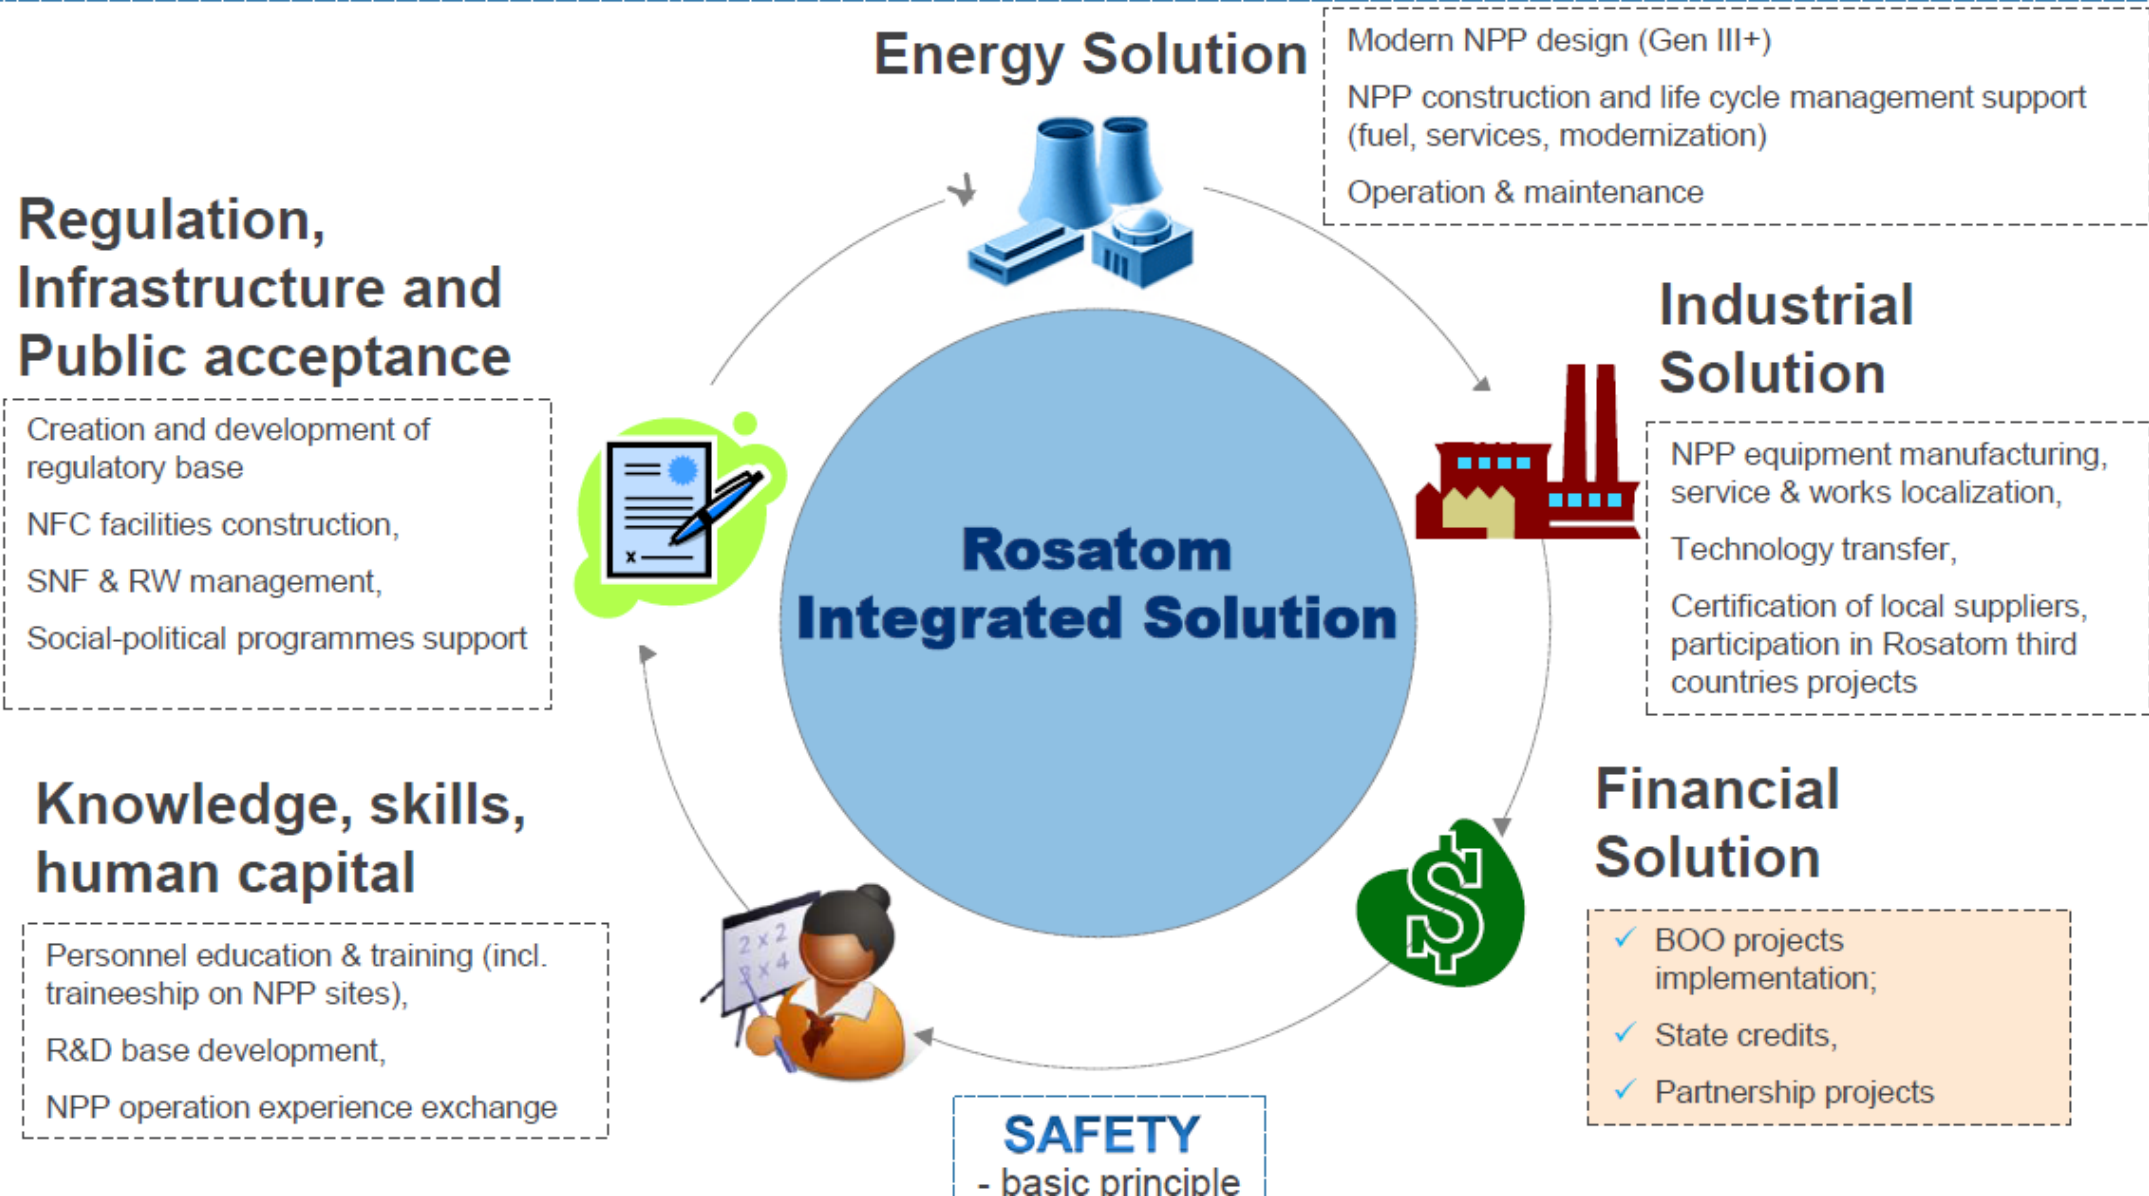 Energy Solution
Modern NPP design (Gen III+)
NPP construction and life cycle management support
(fuel, services, modernization)
Operation & maintenance
Regulation,
Infrastructure and
Public acceptance
Creation and development of
regulatory base
NFC facilities construction,
SNF & RW management,
Social-political programmes support
Industrial
Solution
NPP equipment manufacturing,
service & works localization,
Technology transfer,
Certification of local suppliers,
participation in Rosatom third
countries projects
x
Rosatom
Integrated Solution
Knowledge, skills,
human capital
Personnel education & training (incl.
traineeship on NPP sites),
R&D base development,
NPP operation experience exchange
2 x 2
3 x 4
$
Financial
Solution
✓ BOO projects
implementation;
✓ State credits,
✓ Partnership projects
SAFETY
- basic principle